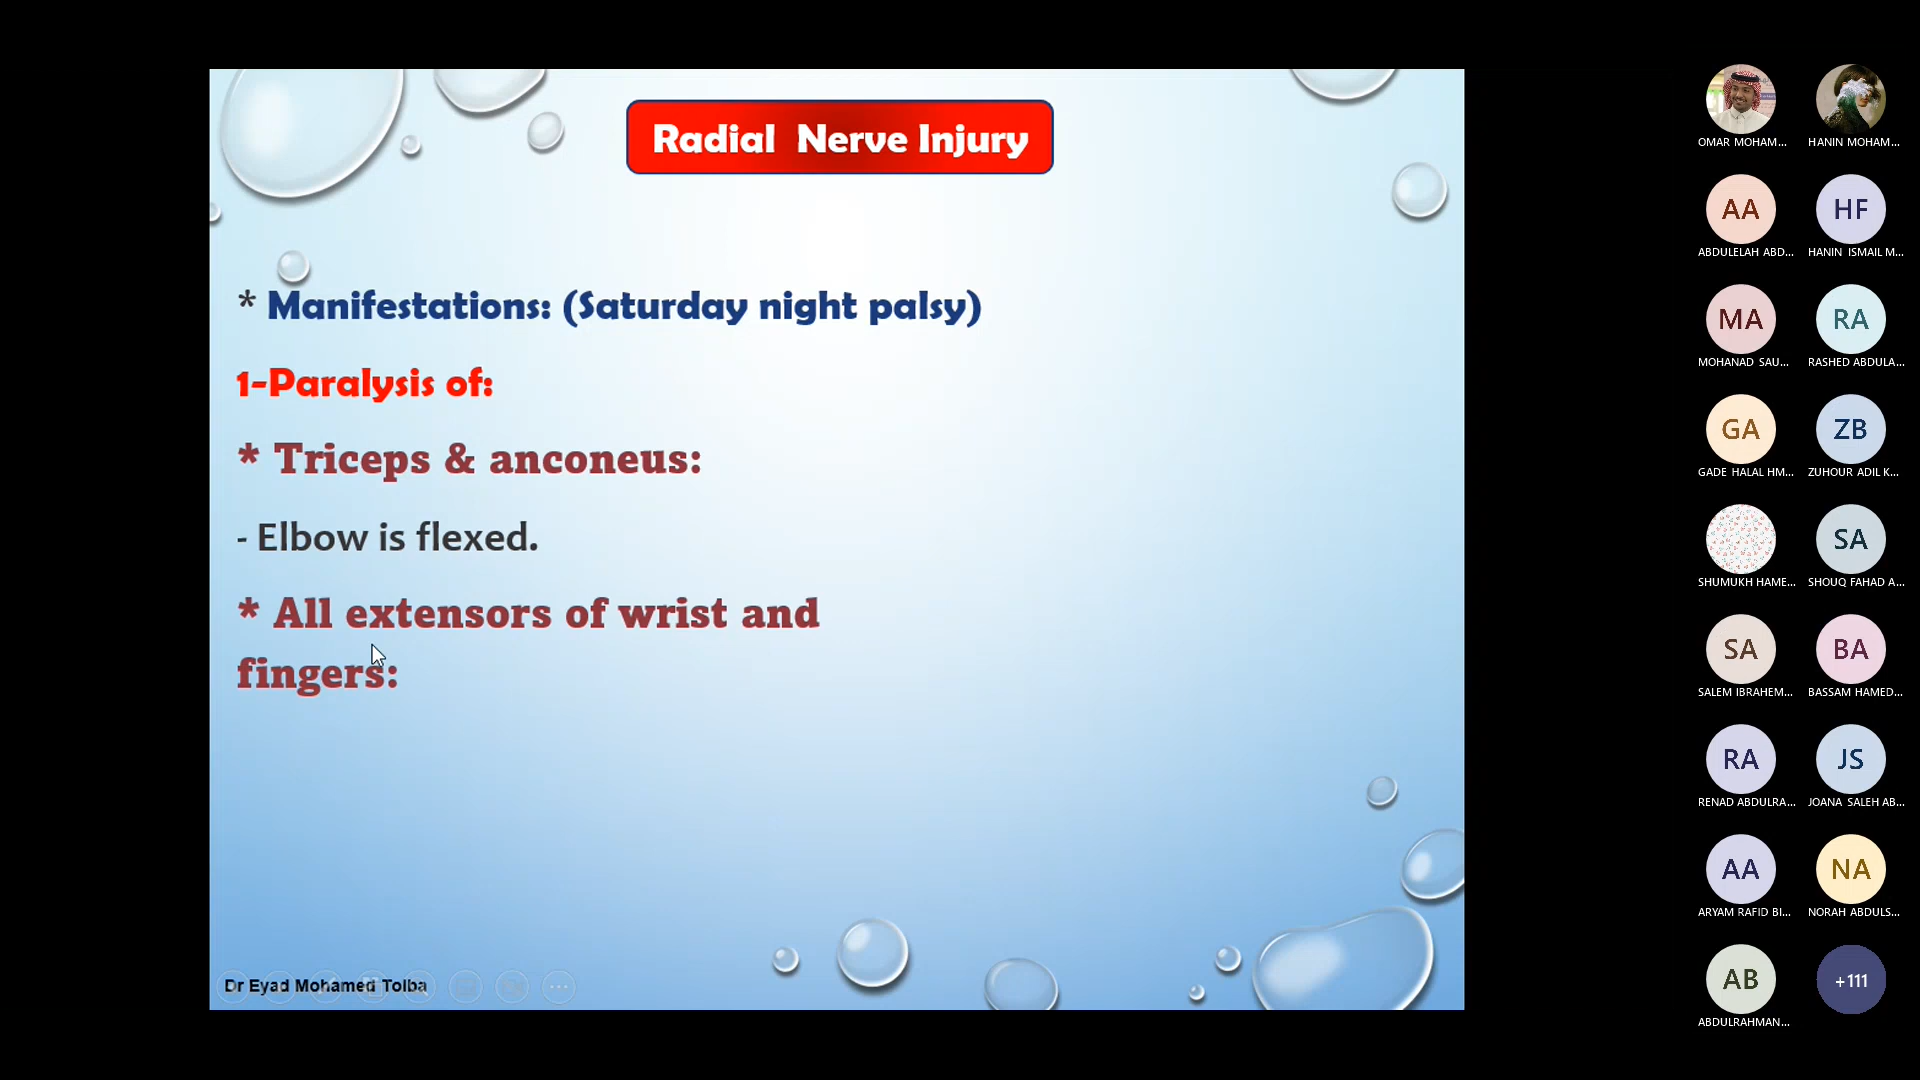 Radial Nerve Injury
* Manifestations: (Saturday night palsy)
1-Paralysis of:
* Triceps & anconeus:
- Elbow is flexed.
* All extensors of wrist and
fingers:
Dr Eyad Mohamed Tolba
OMAR MOHAM...
HANIN MOHAM...
AA
HF
ABDULELAH ABD...
HANIN ISMAIL M...
MA
RA
MOHANAD SAU...
RASHED ABDULA...
GA
ZB
GADE HALAL HM...
ZUHOUR ADIL K...
SA
SHUMUKH HAME...
SHOUQ FAHAD A...
SA
BA
SALEM IBRAHEM...
BASSAM HAMED...
RA
JS
RENAD ABDULRA...
JOANA SALEH AB...
AA
NA
ARYAM RAFID BI...
NORAH ABDULS...
AB
+111
ABDULRAHMAN...